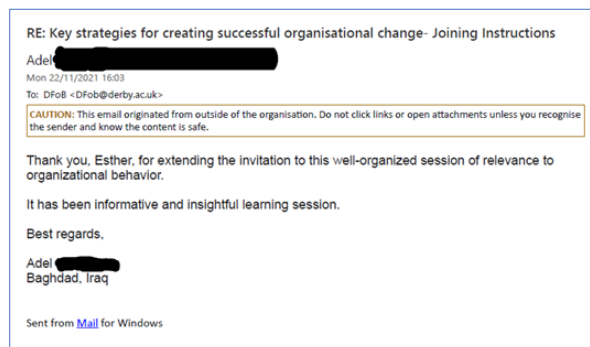 RE: Key strategies for creating successful organisational change- Joining Instructions
Adel
Mon 22/11/2021 16:03
To: DFoB <DFob@derby.ac.uk>
CAUTION: This email originated from outside of the organisation. Do not click links or open attachments unless you recognise
the sender and know the content is safe.
Thank you, Esther, for extending the invitation to this well-organized session of relevance to
organizational behavior.
It has been informative and insightful learning session.
Best regards,
Adel
Baghdad, Iraq
Sent from Mail for Windows